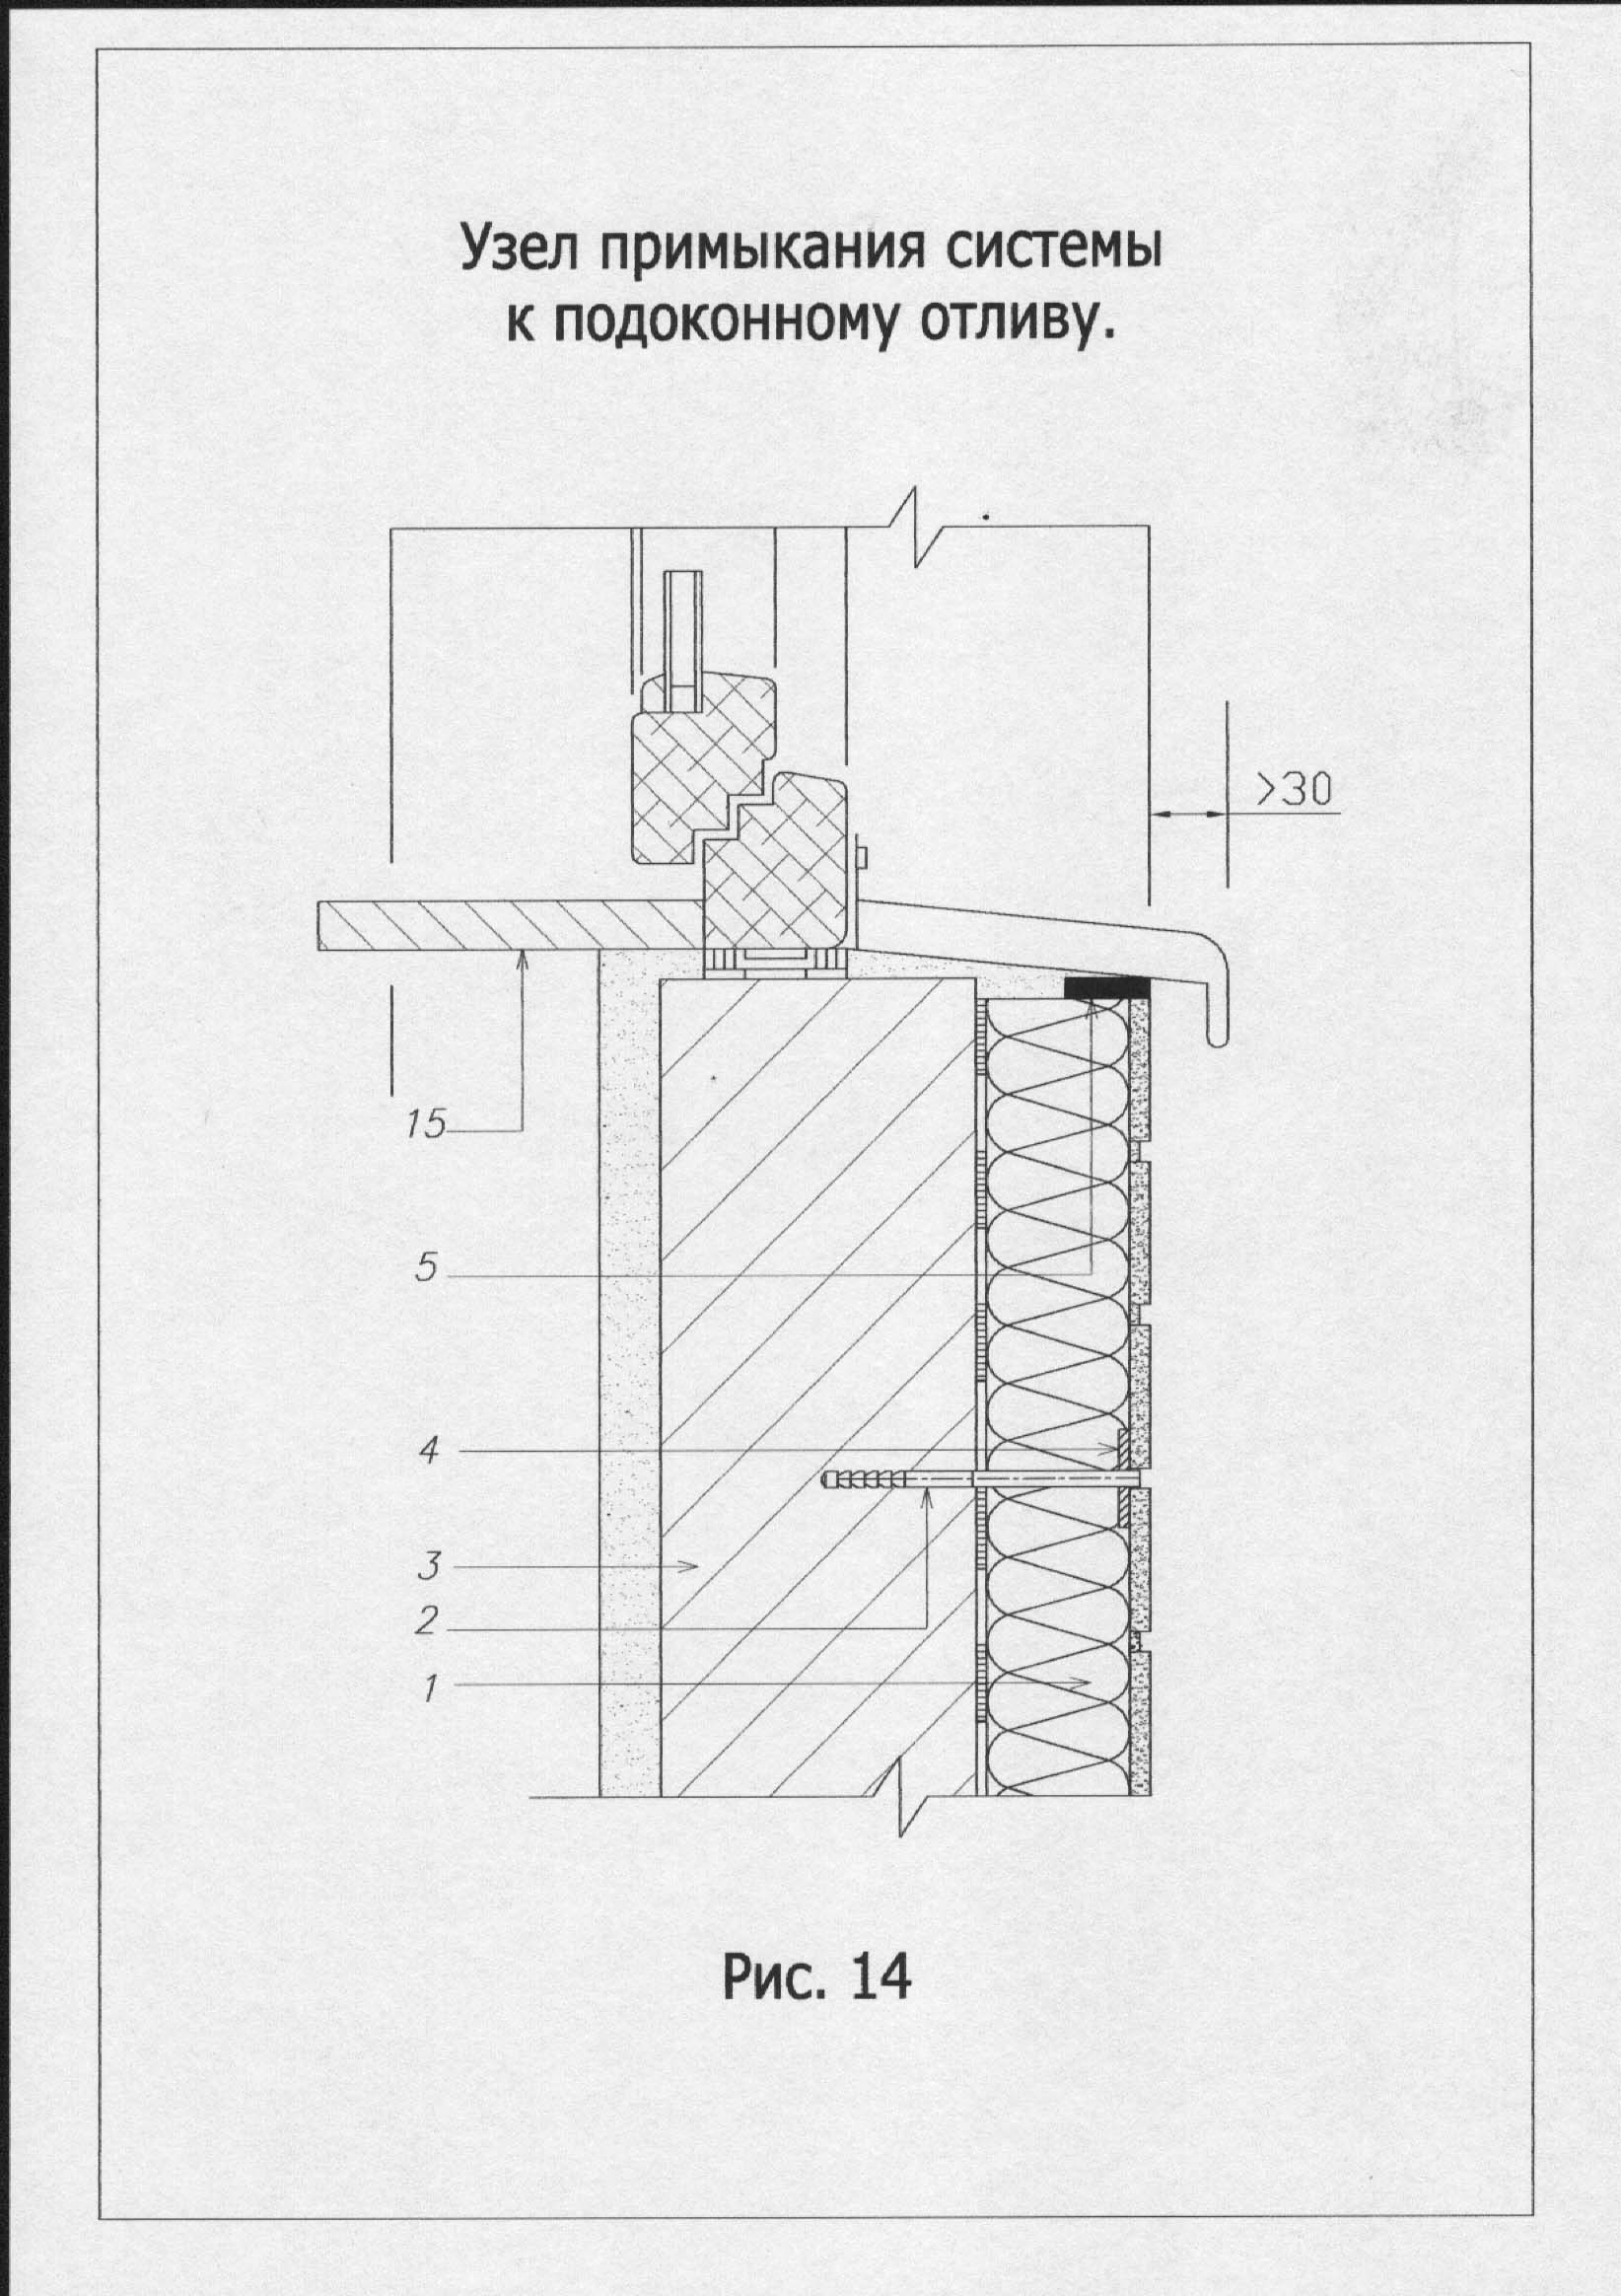 Узел примыкания системы
к подоконному отливу.
>30
15
5
4
3
2
1
Рис. 14